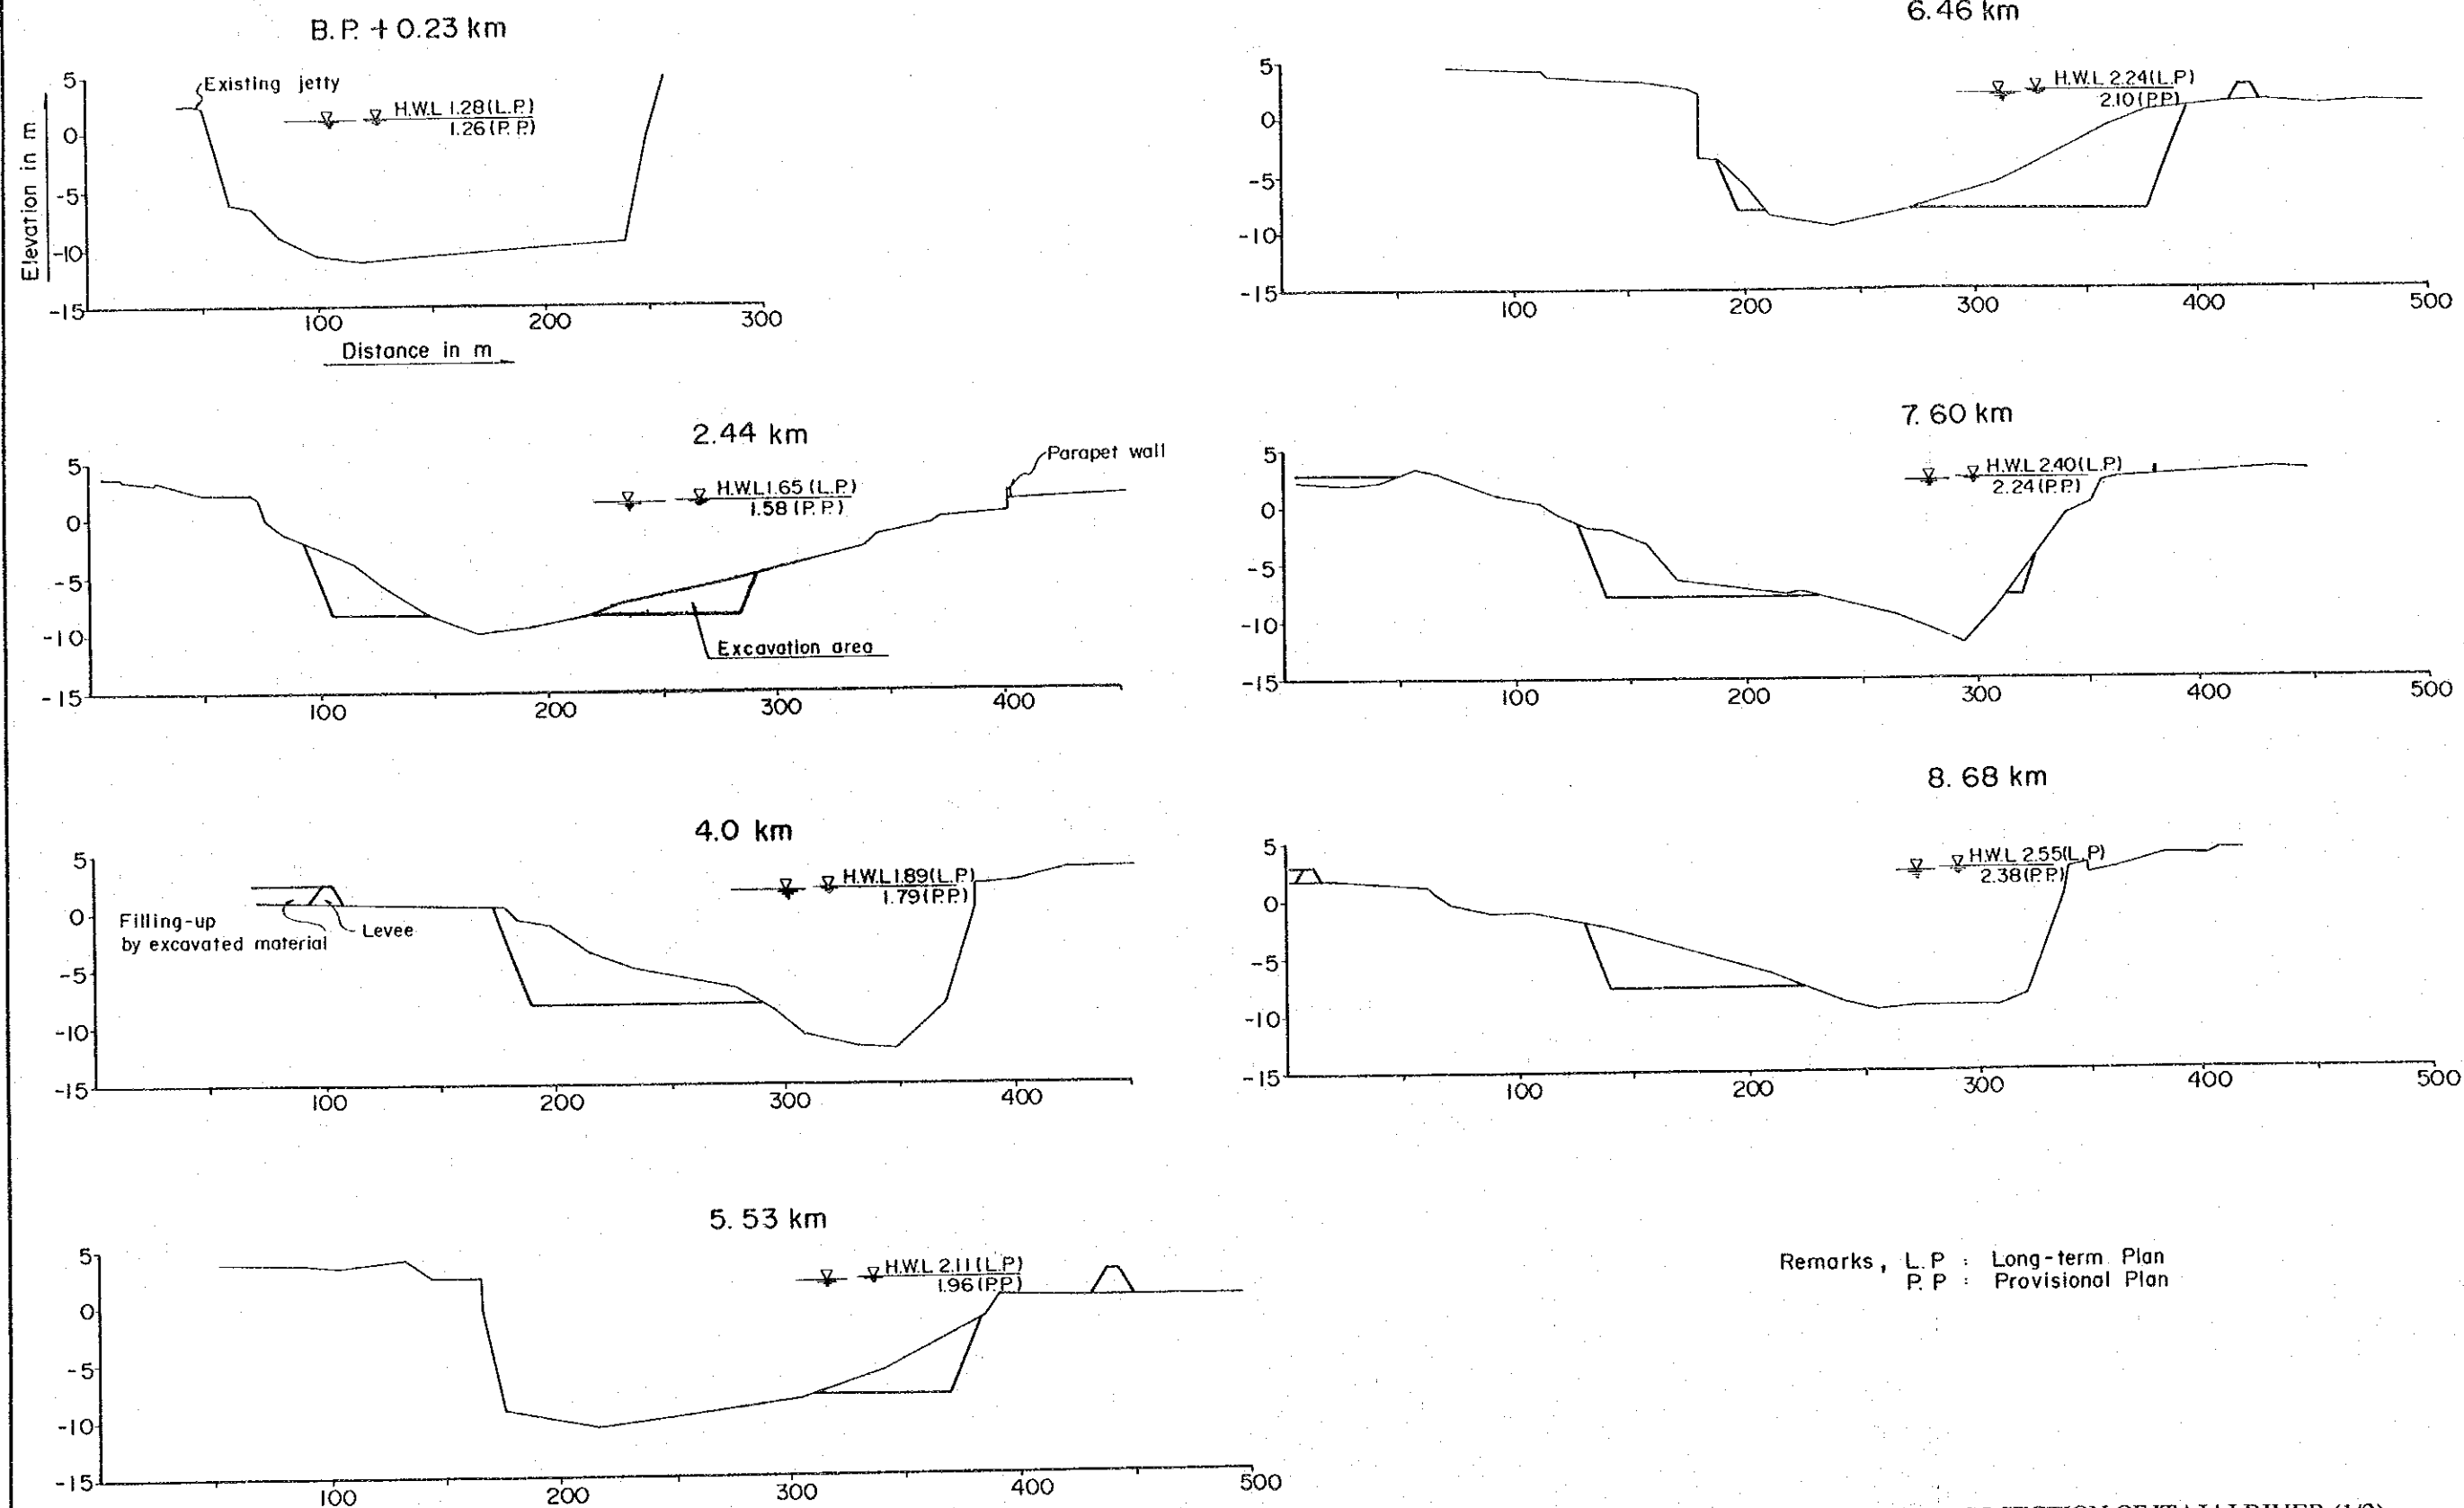 B.P. + 0.23 km
5
Existing jetty
H.W.L 1.28(L.P.)
1.26(P.P.)
0
-5
-10
-15
Elevation in m
100
200
300
Distance in m
2.44 km
Parapet wall
5
H.W.L 1.65 (L.P.)
1.58 (P.P.)
0
-5
-10
Excavation area
-15
100
200
300
400
4.0 km
5
H.W.L 1.89(L.P)
1.79(P.P.)
0
Filling-up
by excavated material
Levee
-5
-10
-15
100
200
300
400
5.53 km
5
H.W.L 2.11(L.P)
1.96(P.P)
0
-5
-10
-15
100
200
300
400
500
6.46 km
5
H.W.L 2.24(L.P)
2.10(P.P.)
0
-5
-10
-15
100
200
300
400
500
7.60 km
5
H.W.L 2.40(L.P)
2.24(P.P.)
0
-5
-10
-15
100
200
300
400
500
8.68 km
5
H.W.L 2.55(L.P)
2.38(P.P.)
0
-5
-10
-15
100
200
300
400
500
Remarks, L.P : Long-term Plan
P.P : Provisional Plan